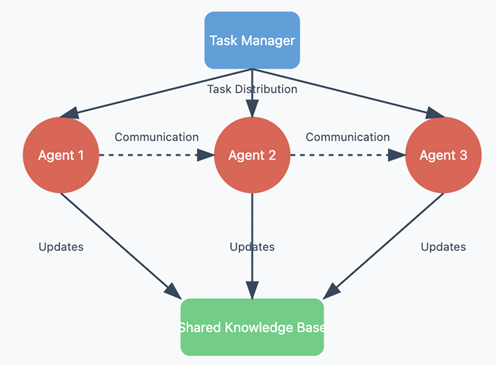 Task Manager
Task Distribution
Communication
Communication
Agent 1
Agent 2
Agent 3
Updates
Updates
Updates
Shared Knowledge Base